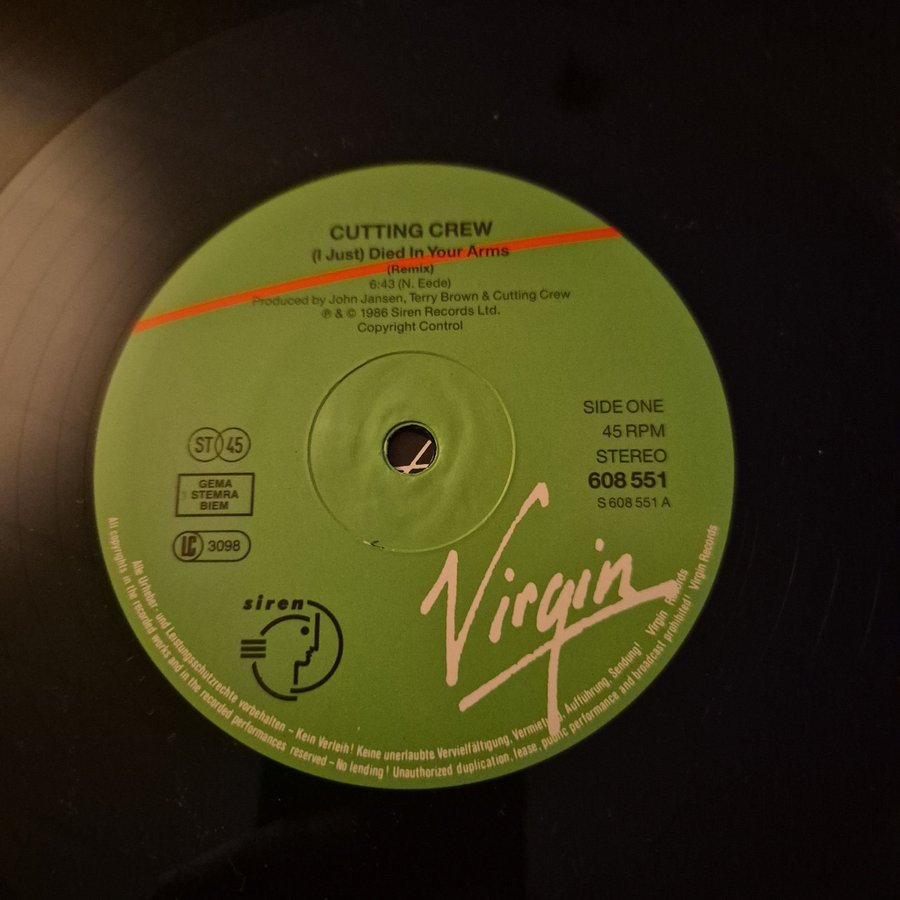 CUTTING CREW
(I Just) Died In Your Arms
(Remix)
6:43 (N. Eede)
Produced by John Jansen, Terry Brown & Cutting Crew
℗ & © 1986 Siren Records Ltd.
Copyright Control
SIDE ONE
45 RPM
STEREO
608 551
S 608 551 A
ST 45
GEMA
STEMRA
BIEM
LC 3098
siren
Virgin
Alle Urheber- und Leistungsschutzrechte vorbehalten – Kein Verleih! Keine unerlaubte Vervielfältigung, Vermietung, Aufführung, Sendung! Virgin Records
All copyrights in the recorded works and in the recorded performances reserved – No lending! Unauthorized duplication, lease, public performance and broadcast prohibited! Virgin Records